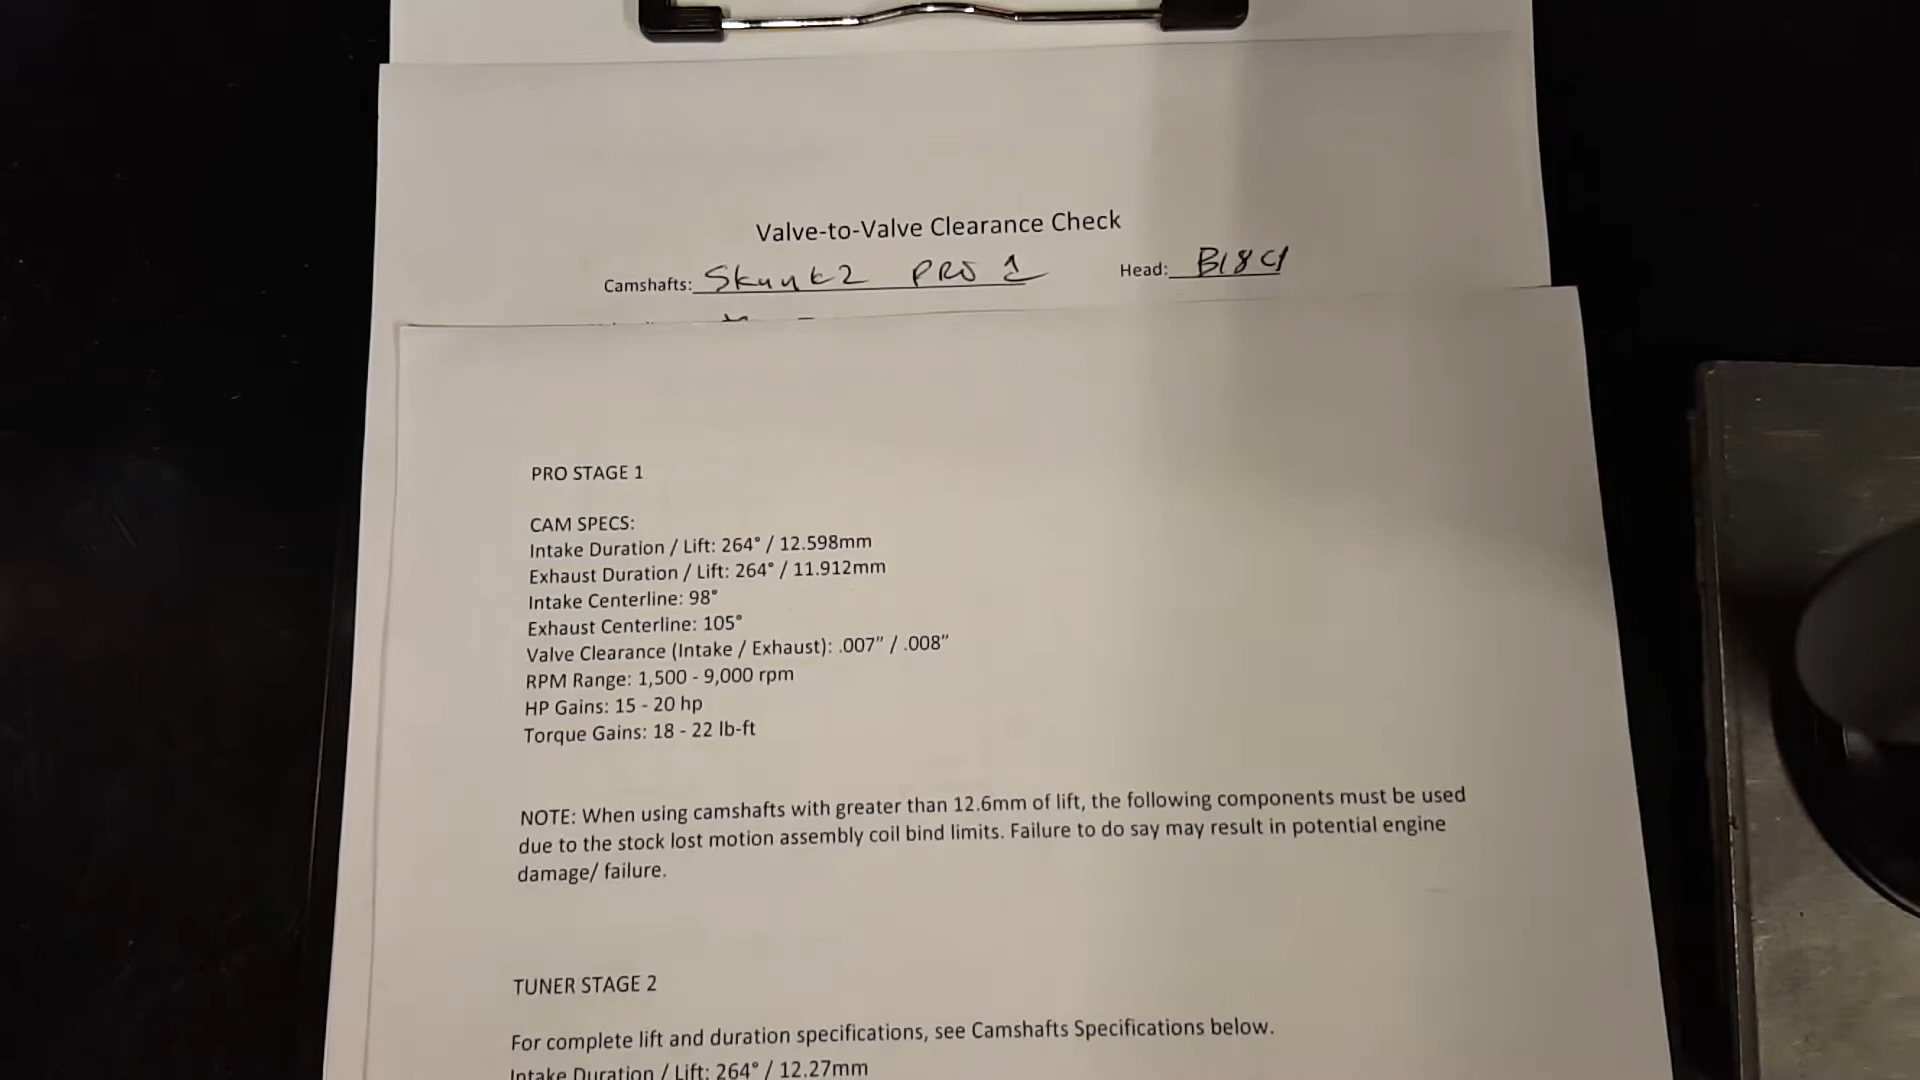 Valve-to-Valve Clearance Check
Camshafts: Skunk2 PRO 1 Head: B18C1
PRO STAGE 1
CAM SPECS:
Intake Duration / Lift: 264° / 12.598mm
Exhaust Duration / Lift: 264° / 11.912mm
Intake Centerline: 98°
Exhaust Centerline: 105°
Valve Clearance (Intake / Exhaust): .007" / .008"
RPM Range: 1,500 - 9,000 rpm
HP Gains: 15 - 20 hp
Torque Gains: 18 - 22 lb-ft
NOTE: When using camshafts with greater than 12.6mm of lift, the following components must be used
due to the stock lost motion assembly coil bind limits. Failure to do say may result in potential engine
damage/ failure.
TUNER STAGE 2
For complete lift and duration specifications, see Camshafts Specifications below.
Intake Duration / Lift: 264° / 12.27mm